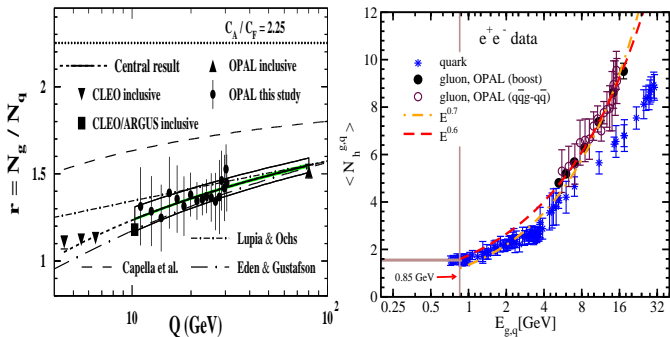 C_A / C_F = 2.25
Central result
OPAL inclusive
CLEO inclusive
OPAL this study
CLEO/ARGUS inclusive
Lupia & Ochs
Capella et al.
Eden & Gustafson
r = N_g / N_q
2
1.5
1
10
10^2
Q (GeV)
e^+e^- data
quark
gluon, OPAL (boost)
gluon, OPAL (qq̅g-qq̅)
E^0.7
E^0.6
0.85 GeV
< N_h^g,q >
12
10
8
6
4
2
0
0.25 0.5 1 2 4 8 16 32
E_g,q[GeV]